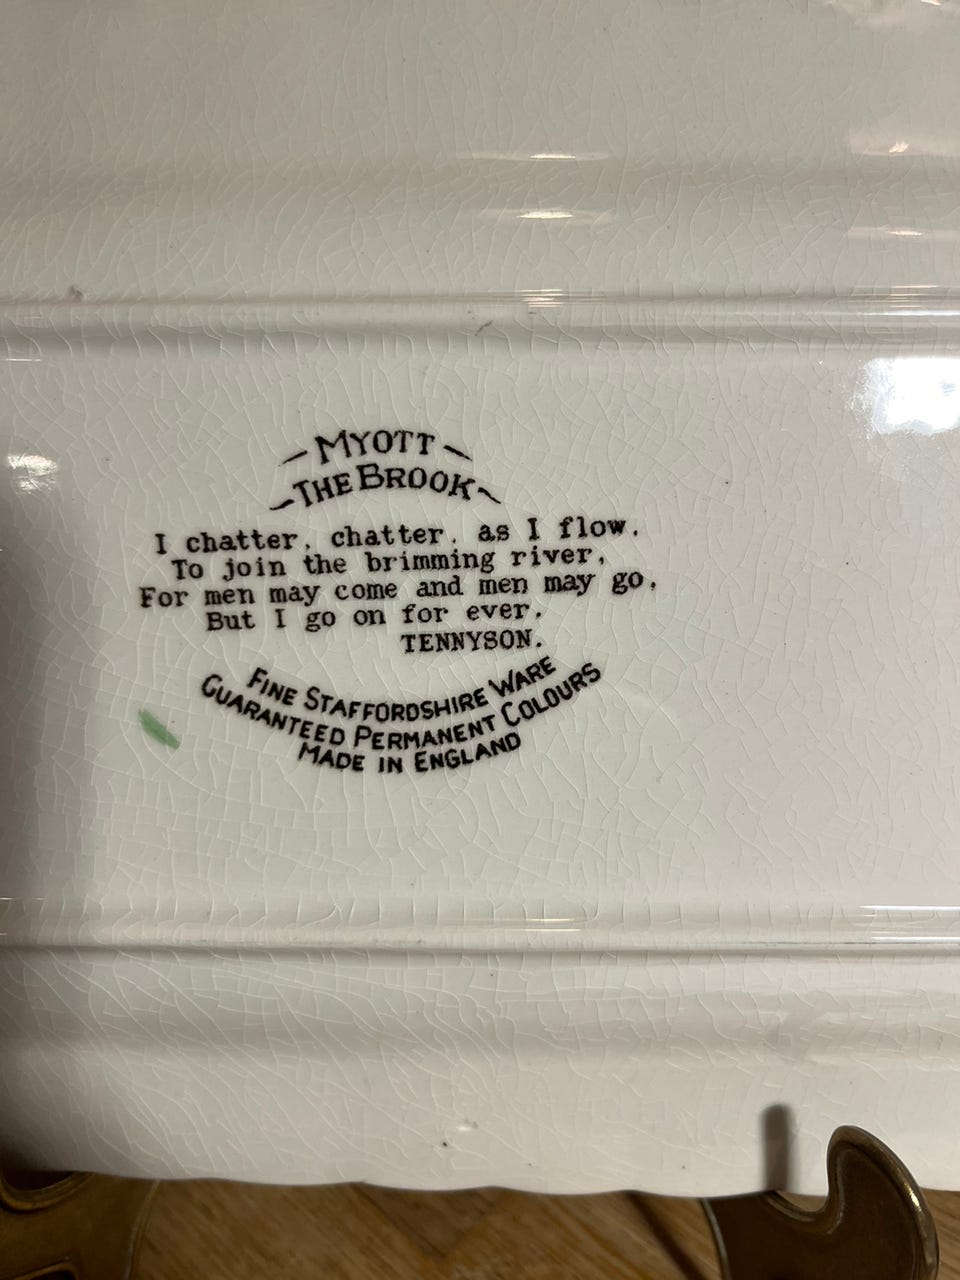 MYOTT
THE BROOK
I chatter, chatter, as I flow,
To join the brimming river,
For men may come and men may go,
But I go on for ever.
TENNYSON.
FINE STAFFORDSHIRE WARE
GUARANTEED PERMANENT COLOURS
MADE IN ENGLAND